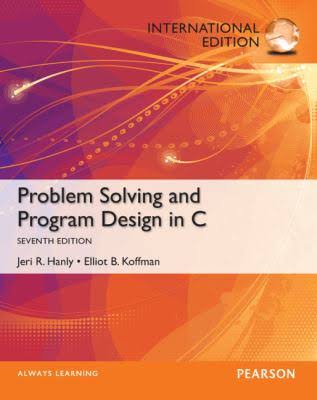 INTERNATIONAL
EDITION
Problem Solving and
Program Design in C
SEVENTH EDITION
Jeri R. Hanly • Elliot B. Koffman
ALWAYS LEARNING
PEARSON